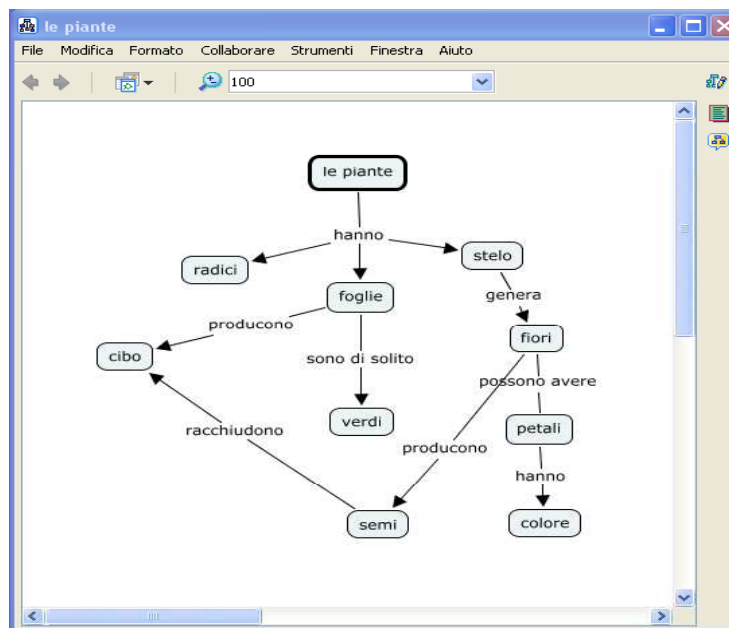 le piante
File Modifica Formato Collaborare Strumenti Finestra Aiuto
100
le piante
hanno
radici
stelo
foglie
genera
producono
fiori
cibo
sono di solito
possono avere
verdi
petali
racchiudono
producono
hanno
semi
colore